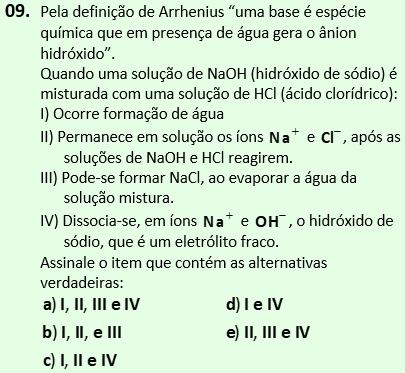 09. Pela definição de Arrhenius “uma base é espécie
química que em presença de água gera o ânion
hidróxido”.
Quando uma solução de NaOH (hidróxido de sódio) é
misturada com uma solução de HCl (ácido clorídrico):
I) Ocorre formação de água
II) Permanece em solução os íons Na⁺ e Cl⁻, após as
soluções de NaOH e HCl reagirem.
III) Pode-se formar NaCl, ao evaporar a água da
solução mistura.
IV) Dissocia-se, em íons Na⁺ e OH⁻, o hidróxido de
sódio, que é um eletrólito fraco.
Assinale o item que contém as alternativas
verdadeiras:
a) I, II, III e IV d) I e IV
b) I, II, e III e) II, III e IV
c) I, II e IV